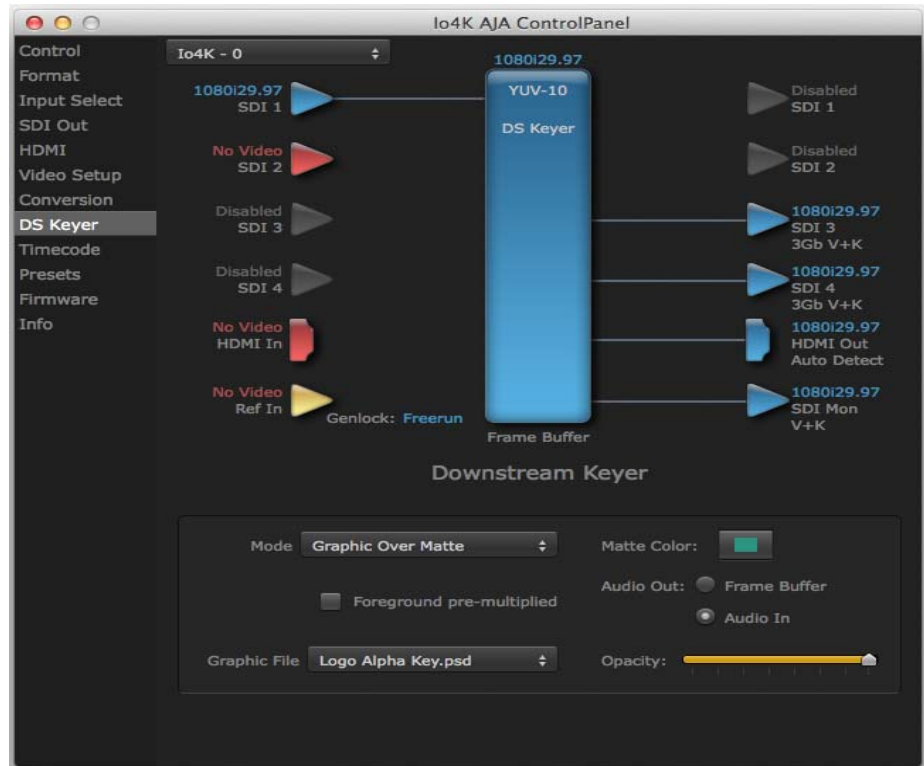 Io4K AJA ControlPanel
Control
Format
Input Select
SDI Out
HDMI
Video Setup
Conversion
DS Keyer
Timecode
Presets
Firmware
Info
Io4K - 0
1080i29.97
SDI 1
No Video
SDI 2
Disabled
SDI 3
Disabled
SDI 4
No Video
HDMI In
No Video
Ref In
Genlock: Freerun
1080i29.97
YUV-10
DS Keyer
Frame Buffer
Disabled
SDI 1
Disabled
SDI 2
1080i29.97
SDI 3
3Gb V+K
1080i29.97
SDI 4
3Gb V+K
1080i29.97
HDMI Out
Auto Detect
1080i29.97
SDI Mon
V+K
Downstream Keyer
Mode Graphic Over Matte
Foreground pre-multiplied
Graphic File Logo Alpha Key.psd
Matte Color:
Audio Out: Frame Buffer
Audio In
Opacity: